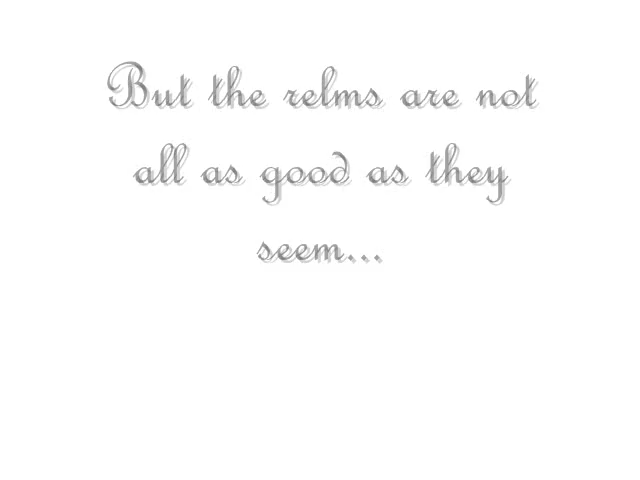 But the relms are not
all as good as they
seem...